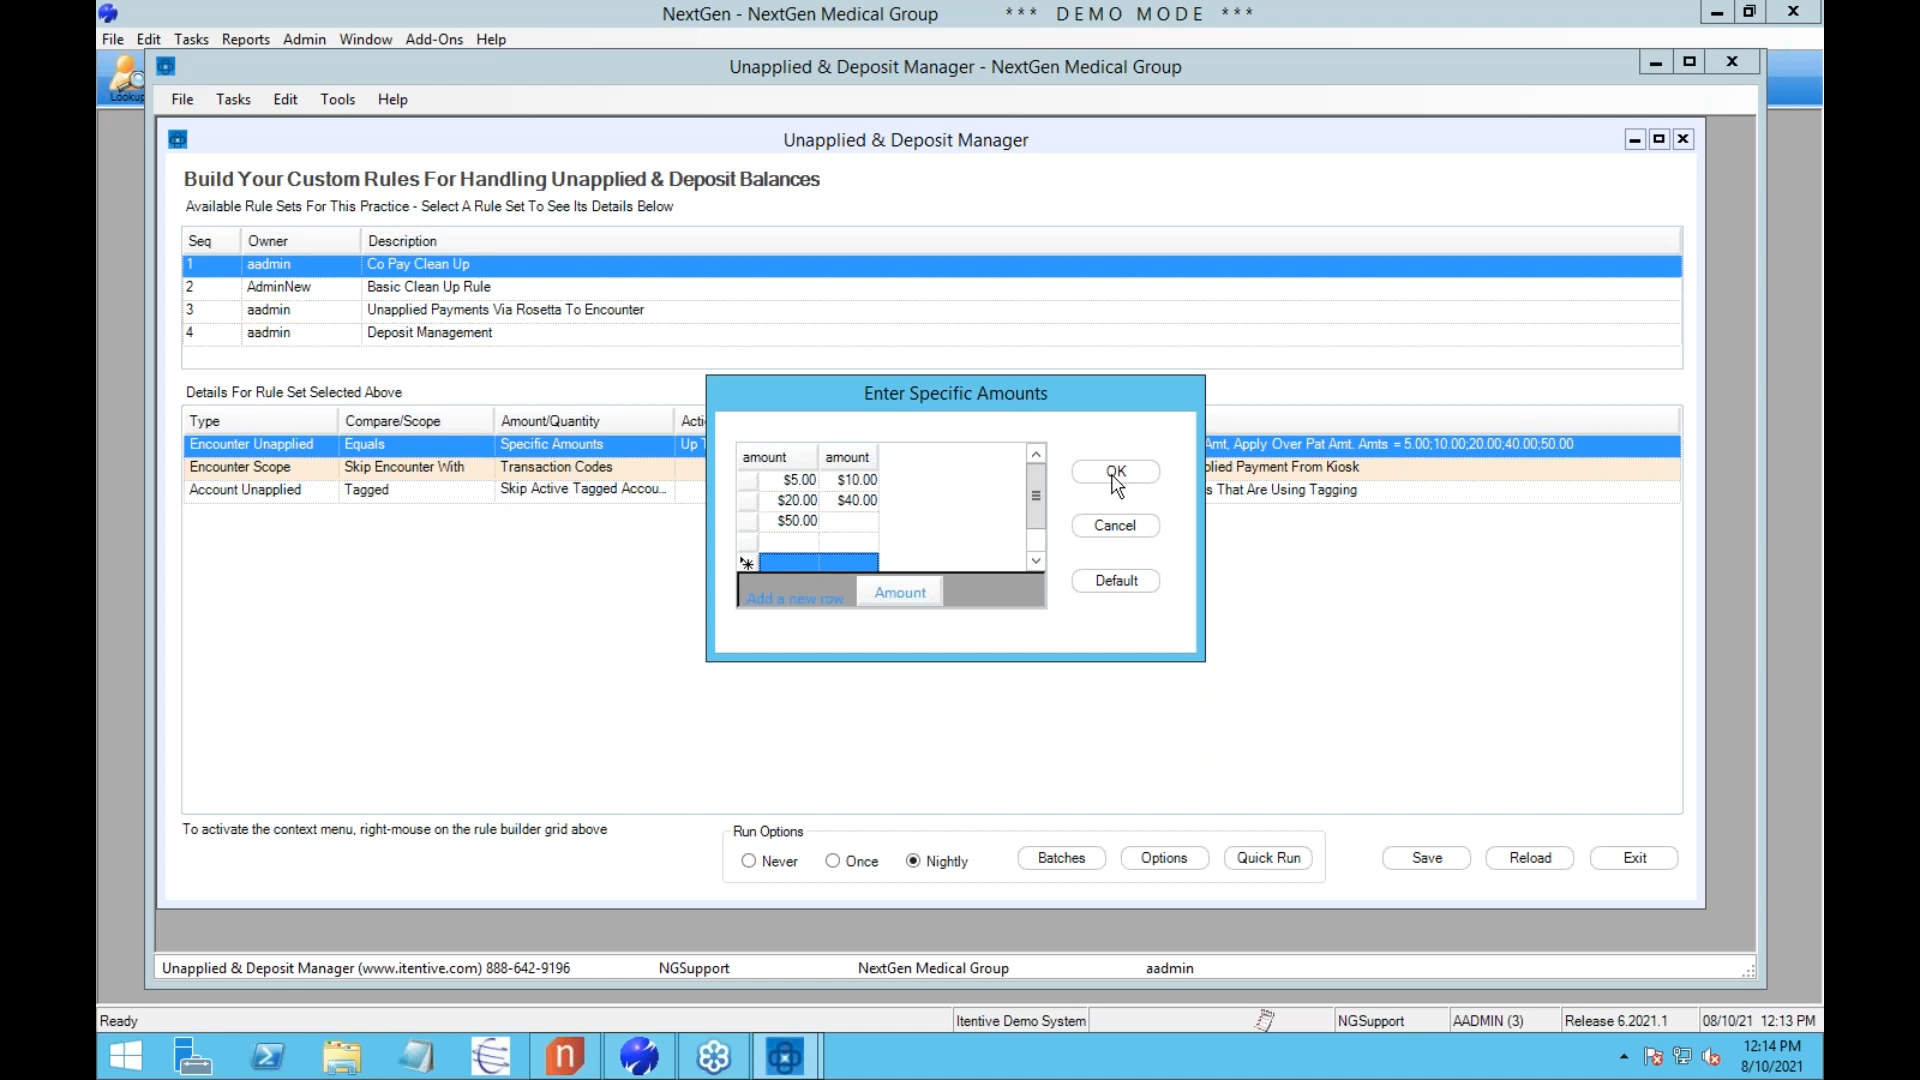 NextGen - NextGen Medical Group *** DEMO MODE ***
File Edit Tasks Reports Admin Window Add-Ons Help
Lookup
Unapplied & Deposit Manager - NextGen Medical Group
File Tasks Edit Tools Help
Unapplied & Deposit Manager
Build Your Custom Rules For Handling Unapplied & Deposit Balances
Available Rule Sets For This Practice - Select A Rule Set To See Its Details Below
Seq Owner Description
1 aadmin Co Pay Clean Up
2 AdminNew Basic Clean Up Rule
3 aadmin Unapplied Payments Via Rosetta To Encounter
4 aadmin Deposit Management
Details For Rule Set Selected Above
Type Compare/Scope Amount/Quantity Acti
Encounter Unapplied Equals Specific Amounts Up Amt, Apply Over Pat Amt. Amts = 5.00;10.00;20.00;40.00;50.00
Encounter Scope Skip Encounter With Transaction Codes plied Payment From Kiosk
Account Unapplied Tagged Skip Active Tagged Accou... s That Are Using Tagging
Enter Specific Amounts
amount amount
$5.00 $10.00
$20.00 $40.00
$50.00
Add a new row Amount
OK
Cancel
Default
To activate the context menu, right-mouse on the rule builder grid above
Run Options
Never Once Nightly Batches Options Quick Run Save Reload Exit
Unapplied & Deposit Manager (www.itentive.com) 888-642-9196 NGSupport NextGen Medical Group aadmin
Ready Itentive Demo System NGSupport AADMIN (3) Release 6.2021.1 08/10/21 12:13 PM
12:14 PM
8/10/2021